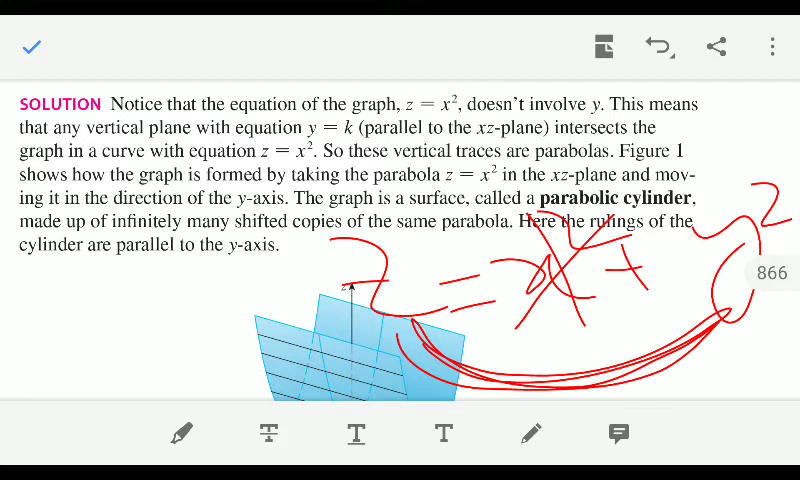 SOLUTION Notice that the equation of the graph, z = x², doesn't involve y. This means
that any vertical plane with equation y = k (parallel to the xz-plane) intersects the
graph in a curve with equation z = x². So these vertical traces are parabolas. Figure 1
shows how the graph is formed by taking the parabola z = x² in the xz-plane and mov-
ing it in the direction of the y-axis. The graph is a surface, called a parabolic cylinder,
made up of infinitely many shifted copies of the same parabola. Here the rulings of the
cylinder are parallel to the y-axis.
z = x² + y²
866
z
T T T